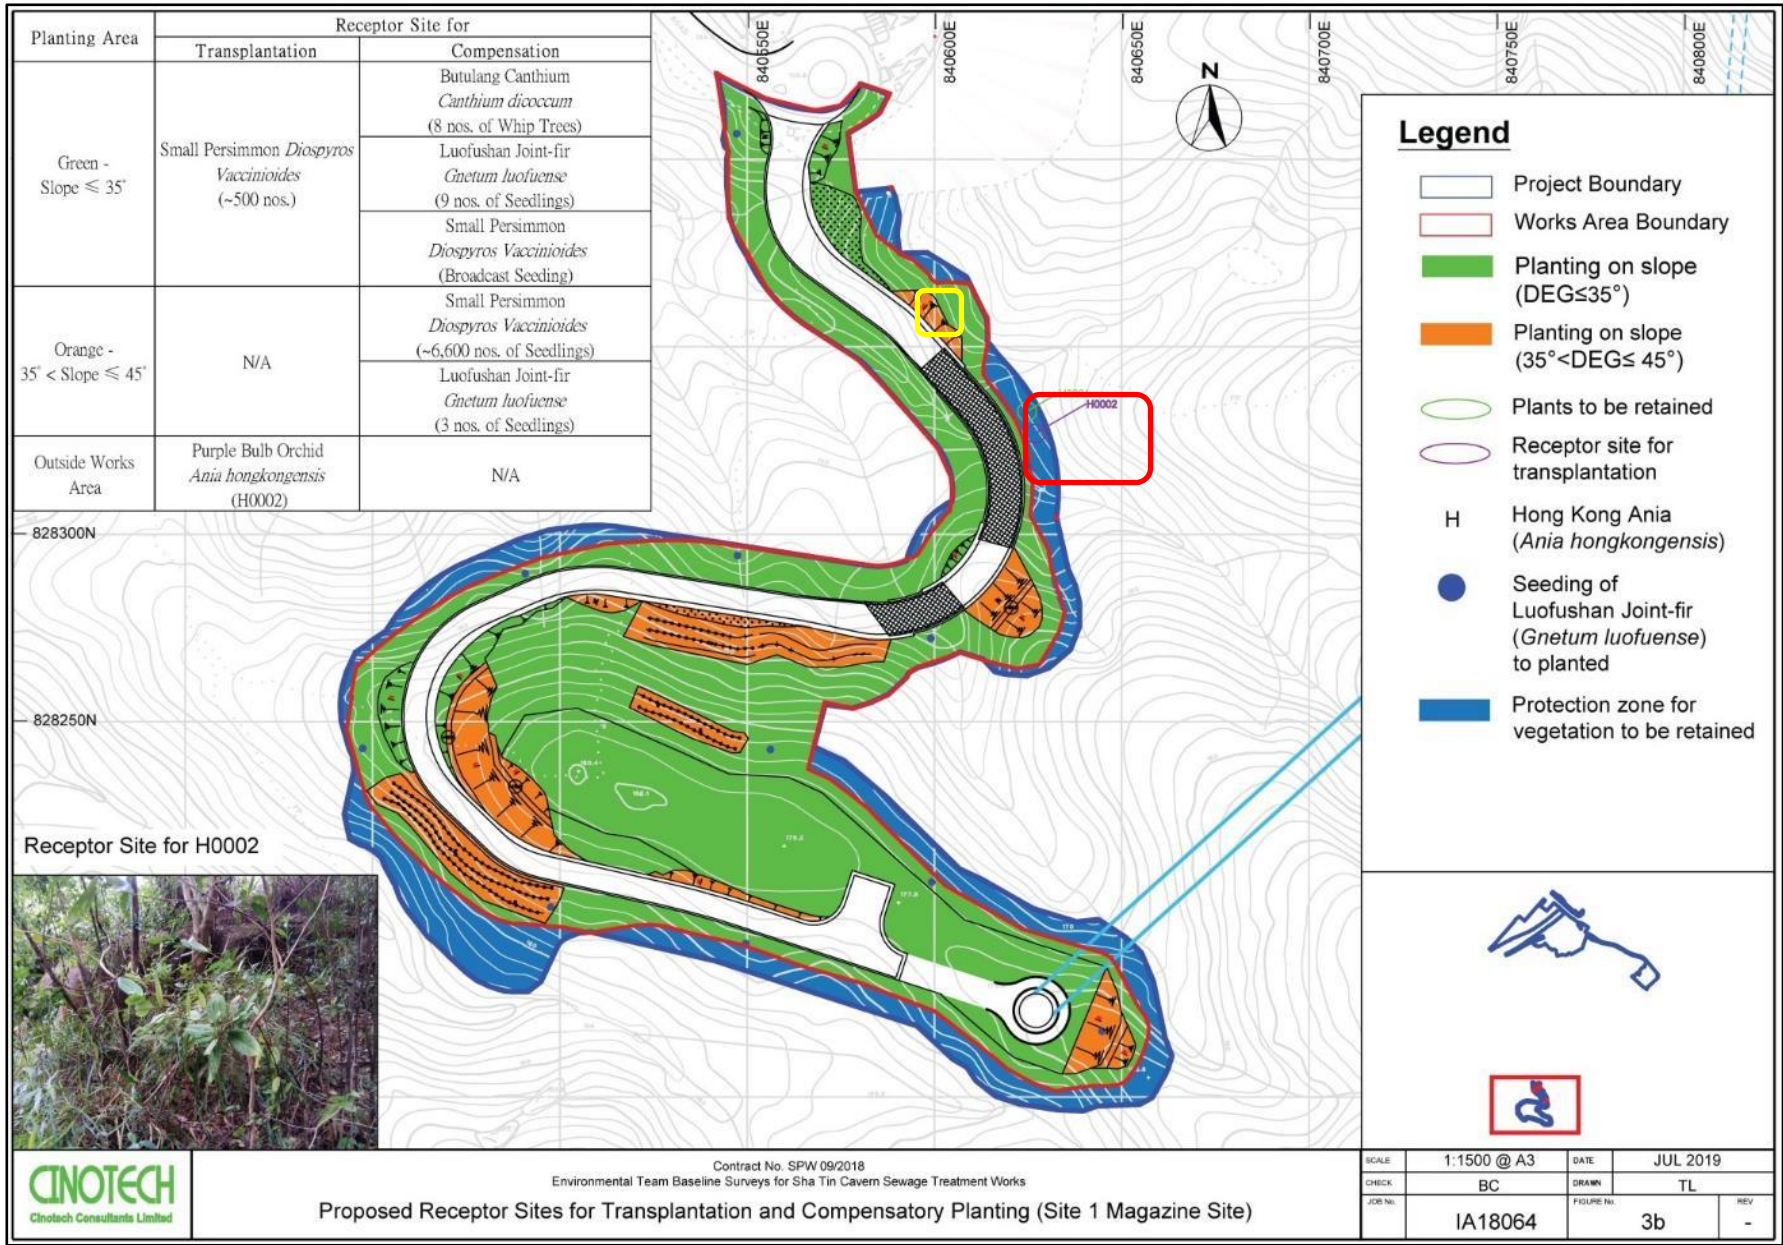 Planting Area
Receptor Site for
Transplantation
Compensation
Green -
Slope ≦ 35°
Small Persimmon Diospyros
Vaccinioides
(~500 nos.)
Butulang Canthium
Canthium dicoccum
(8 nos. of Whip Trees)
Luofushan Joint-fir
Gnetum luofuense
(9 nos. of Seedlings)
Small Persimmon
Diospyros Vaccinioides
(Broadcast Seeding)
Orange -
35° < Slope ≦ 45°
N/A
Small Persimmon
Diospyros Vaccinioides
(~6,600 nos. of Seedlings)
Luofushan Joint-fir
Gnetum luofuense
(3 nos. of Seedlings)
Outside Works
Area
Purple Bulb Orchid
Ania hongkongensis
(H0002)
N/A
840550E
840600E
840650E
840700E
840750E
840800E
N
H0002
828300N
828250N
Legend
Project Boundary
Works Area Boundary
Planting on slope
(DEG≤35°)
Planting on slope
(35°<DEG≤ 45°)
Plants to be retained
Receptor site for
transplantation
H
Hong Kong Ania
(Ania hongkongensis)
Seeding of
Luofushan Joint-fir
(Gnetum luofuense)
to planted
Protection zone for
vegetation to be retained
Receptor Site for H0002
CINOTECH
Cinotech Consultants Limited
Contract No. SPW 09/2018
Environmental Team Baseline Surveys for Sha Tin Cavern Sewage Treatment Works
Proposed Receptor Sites for Transplantation and Compensatory Planting (Site 1 Magazine Site)
SCALE
1:1500 @ A3
DATE
JUL 2019
CHECK
BC
DRAWN
TL
JOB No.
IA18064
FIGURE No.
3b
REV
-